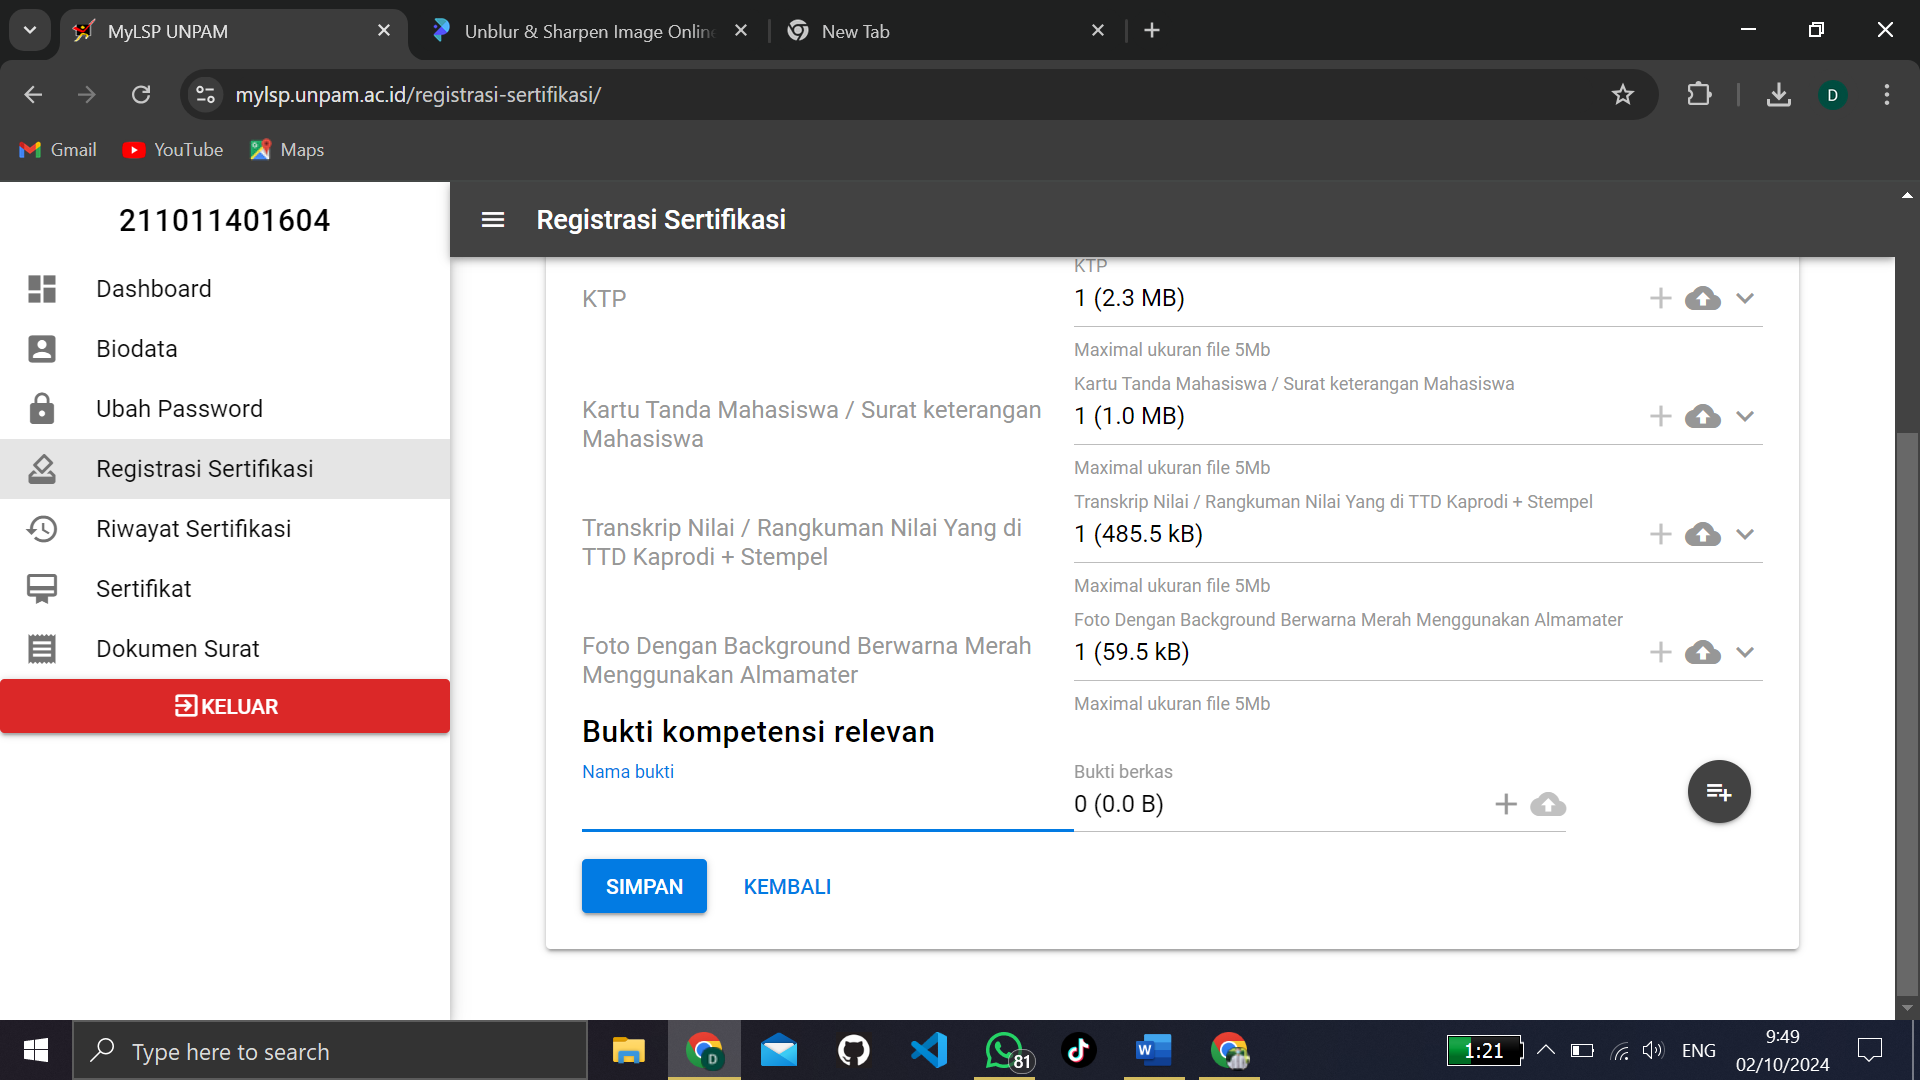 MyLSP UNPAM
Unblur & Sharpen Image Online
New Tab
mylsp.unpam.ac.id/registrasi-sertifikasi/
D
Gmail
YouTube
Maps
211011401604
Dashboard
Biodata
Ubah Password
Registrasi Sertifikasi
Riwayat Sertifikasi
Sertifikat
Dokumen Surat
KELUAR
Registrasi Sertifikasi
KTP
KTP
1 (2.3 MB)
Maximal ukuran file 5Mb
Kartu Tanda Mahasiswa / Surat keterangan
Mahasiswa
Kartu Tanda Mahasiswa / Surat keterangan Mahasiswa
1 (1.0 MB)
Maximal ukuran file 5Mb
Transkrip Nilai / Rangkuman Nilai Yang di
TTD Kaprodi + Stempel
Transkrip Nilai / Rangkuman Nilai Yang di TTD Kaprodi + Stempel
1 (485.5 kB)
Maximal ukuran file 5Mb
Foto Dengan Background Berwarna Merah
Menggunakan Almamater
Foto Dengan Background Berwarna Merah Menggunakan Almamater
1 (59.5 kB)
Maximal ukuran file 5Mb
Bukti kompetensi relevan
Nama bukti
Bukti berkas
0 (0.0 B)
SIMPAN
KEMBALI
Type here to search
D
81
W
1:21
ENG
9:49
02/10/2024